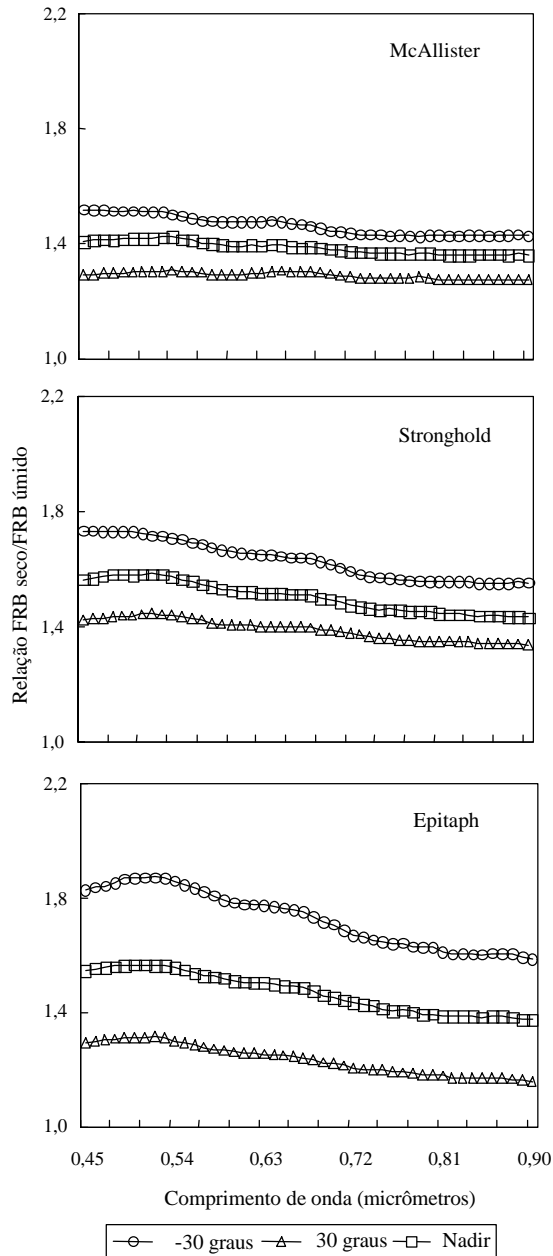 2,2
McAllister
1,8
1,4
1,0
2,2
Stronghold
1,8
1,4
1,0
Relação FRB seco/FRB úmido
2,2
Epitaph
1,8
1,4
1,0
0,45 0,54 0,63 0,72 0,81 0,90
Comprimento de onda (micrômetros)
-30 graus 30 graus Nadir